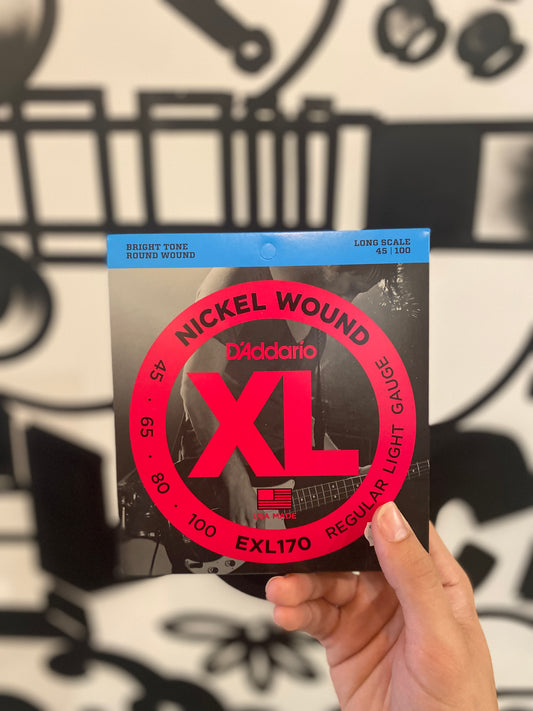 BRIGHT TONE
ROUND WOUND
LONG SCALE
45 | 100
NICKEL WOUND
D'Addario
XL
USA MADE
45 · 65 · 80 · 100
EXL170
REGULAR LIGHT GAUGE